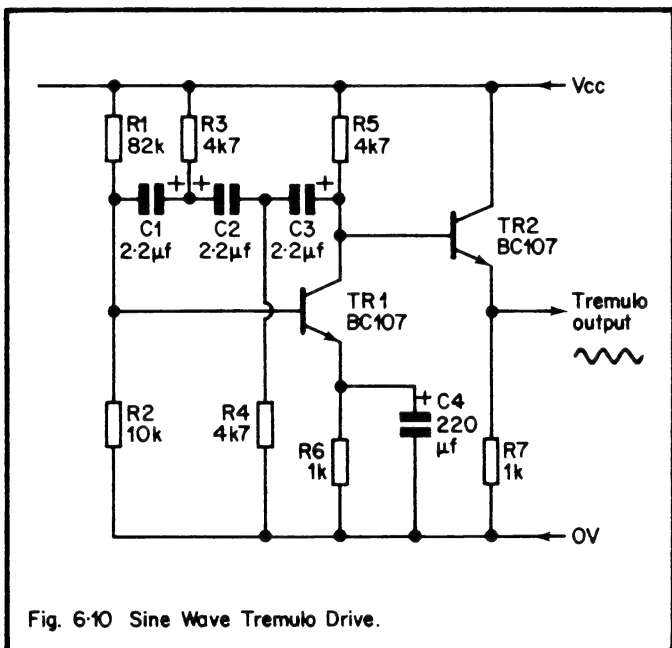 Vcc
R1
82k
R3
4k7
R5
4k7
+
+
+
C1
2·2µf
C2
2·2µf
C3
2·2µf
TR2
BC107
TR1
BC107
Tremulo
output
R2
10k
R4
4k7
R6
1k
+
C4
220
µf
R7
1k
0V
Fig. 6·10 Sine Wave Tremulo Drive.